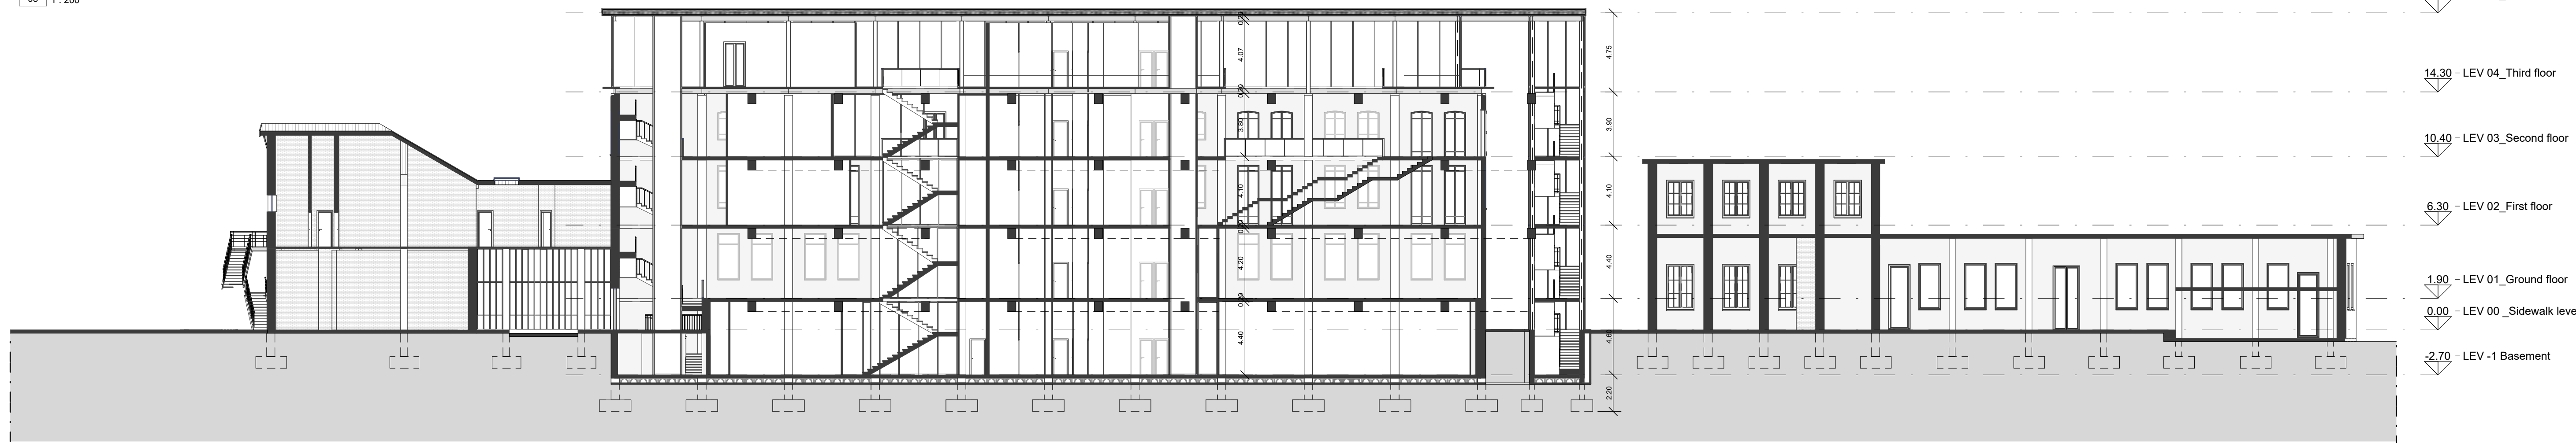 1 : 200
14.30 - LEV 04_Third floor
10.40 - LEV 03_Second floor
6.30 - LEV 02_First floor
1.90 - LEV 01_Ground floor
0.00 - LEV 00 _Sidewalk leve
-2.70 - LEV -1 Basement
4.07
3.80
4.10
4.20
4.40
4.75
3.90
4.10
4.40
4.60
2.20